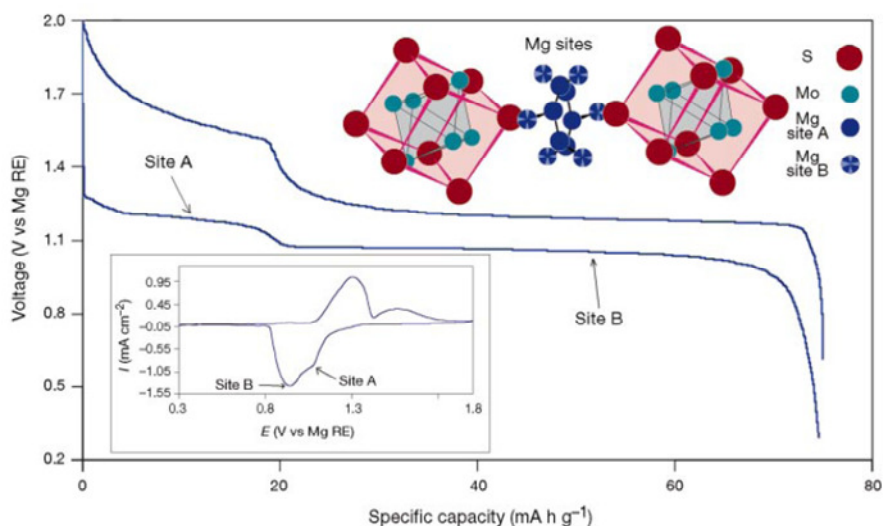 2.0
1.7
1.4
1.1
0.8
0.5
0.2
Voltage (V vs Mg RE)
Mg sites
S
Mo
Mg
site A
Mg
site B
Site A
Site B
0.95
0.45
−0.05
−0.55
−1.05
−1.55
I (mA cm⁻²)
Site B
Site A
0.3 0.8 1.3 1.8
E (V vs Mg RE)
0 20 40 60 80
Specific capacity (mA h g⁻¹)